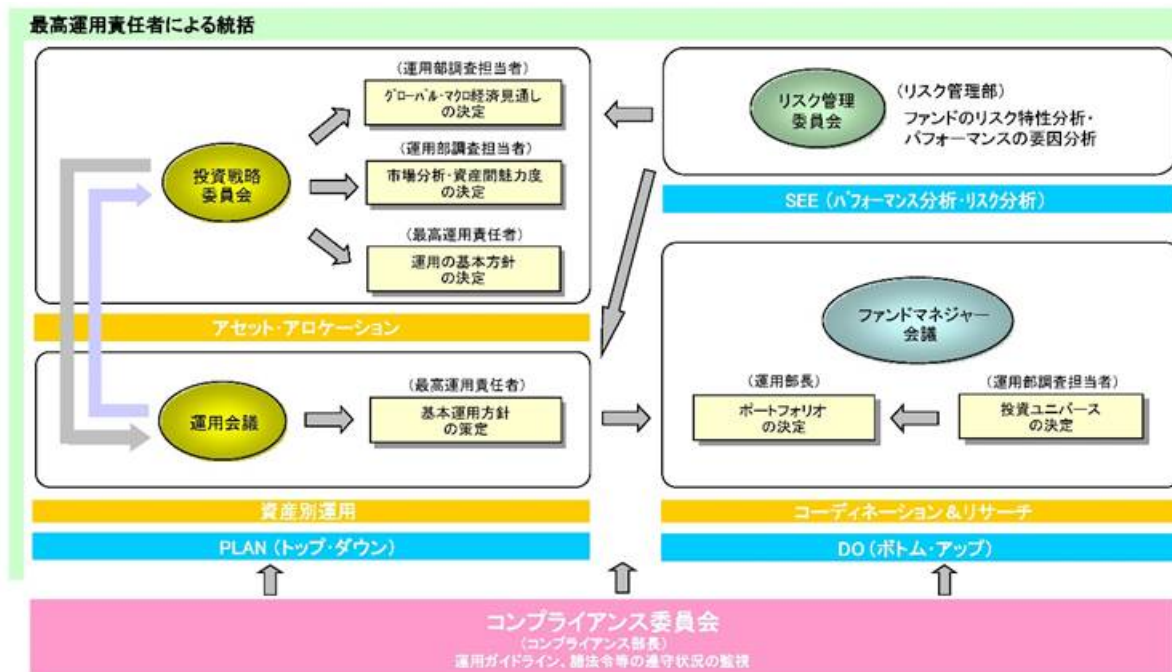 最高運用責任者による統括
(運用部調査担当者)
グローバル・マクロ経済見通し
の決定
投資戦略
委員会
(運用部調査担当者)
市場分析・資産間魅力度
の決定
(最高運用責任者)
運用の基本方針
の決定
アセット・アロケーション
運用会議
(最高運用責任者)
基本運用方針
の策定
資産別運用
PLAN (トップ・ダウン)
リスク管理
委員会
(リスク管理部)
ファンドのリスク特性分析・
パフォーマンスの要因分析
SEE (パフォーマンス分析・リスク分析)
ファンドマネジャー
会議
(運用部長)
ポートフォリオ
の決定
(運用部調査担当者)
投資ユニバース
の決定
コーディネーション&リサーチ
DO (ボトム・アップ)
コンプライアンス委員会
(コンプライアンス部長)
運用ガイドライン、諸法令等の遵守状況の監視